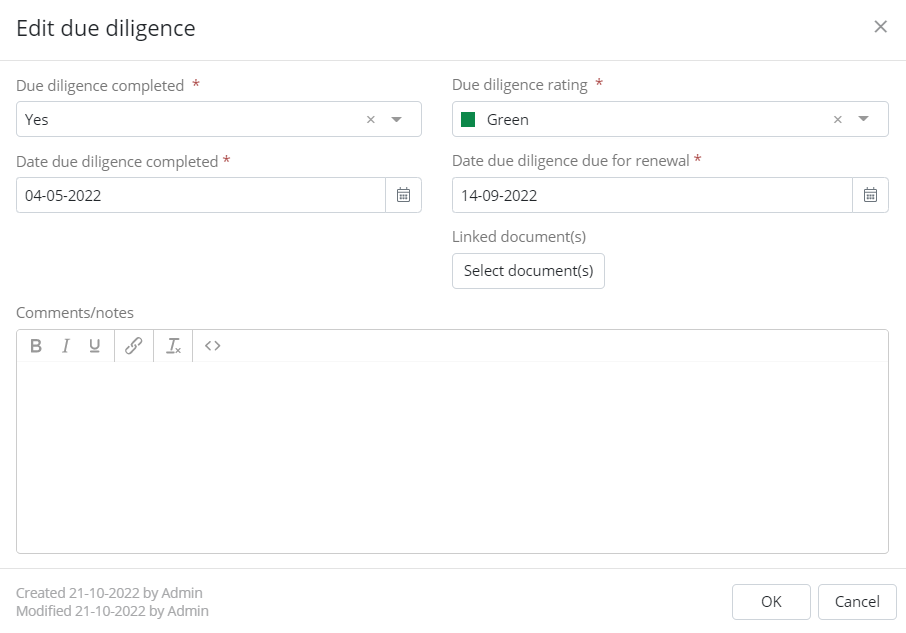 Edit due diligence
Due diligence completed *
Due diligence rating *
Yes
Green
Date due diligence completed *
Date due diligence due for renewal *
04-05-2022
14-09-2022
Linked document(s)
Select document(s)
Comments/notes
B I U Tx <>
Created 21-10-2022 by Admin
Modified 21-10-2022 by Admin
OK
Cancel